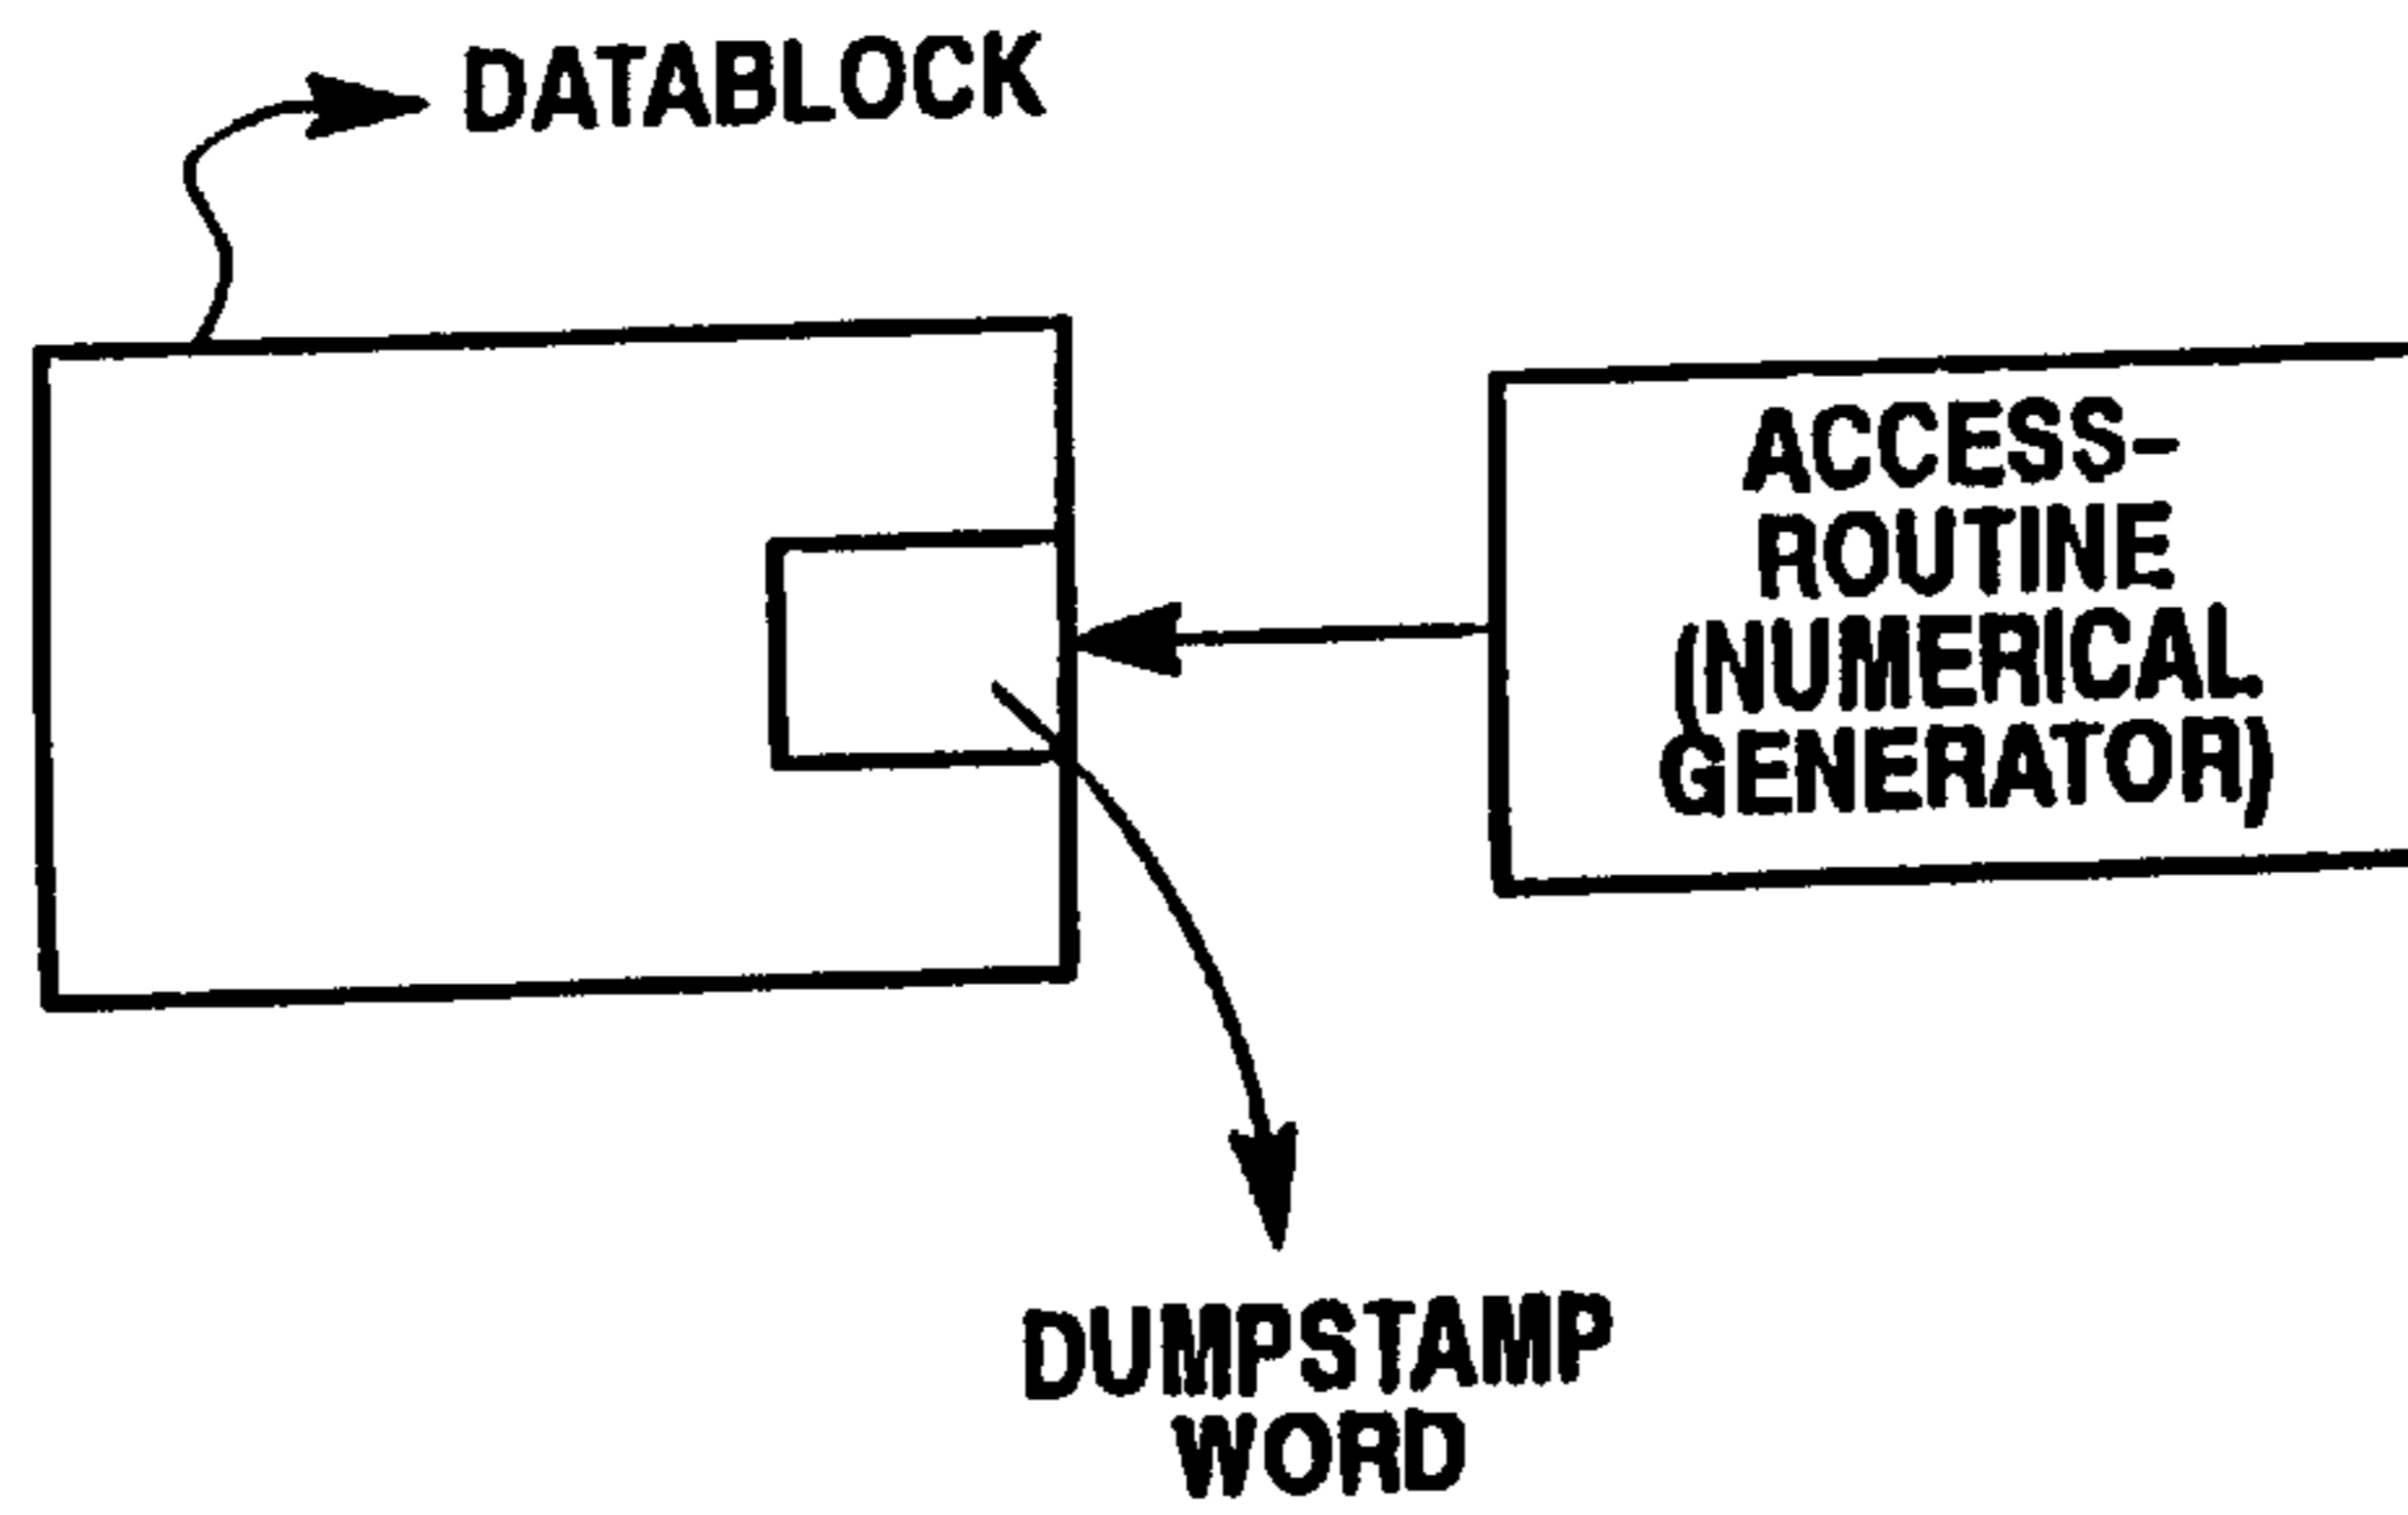 DATABLOCK
ACCESS-
ROUTINE
(NUMERICAL
GENERATOR)
DUMPSTAMP
WORD